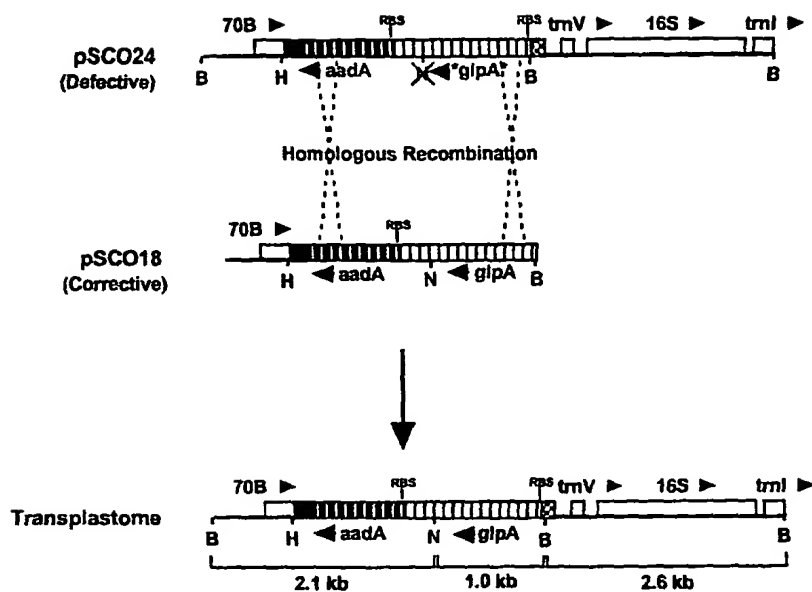 70B RBS RBS trnV 16S trnI
pSCO24
(Defective)
B H aadA N *glpA* B B
Homologous Recombination
70B RBS
pSCO18
(Corrective)
H aadA N glpA B
70B RBS RBS trnV 16S trnI
Transplastome
B H aadA N glpA B B
2.1 kb 1.0 kb 2.6 kb